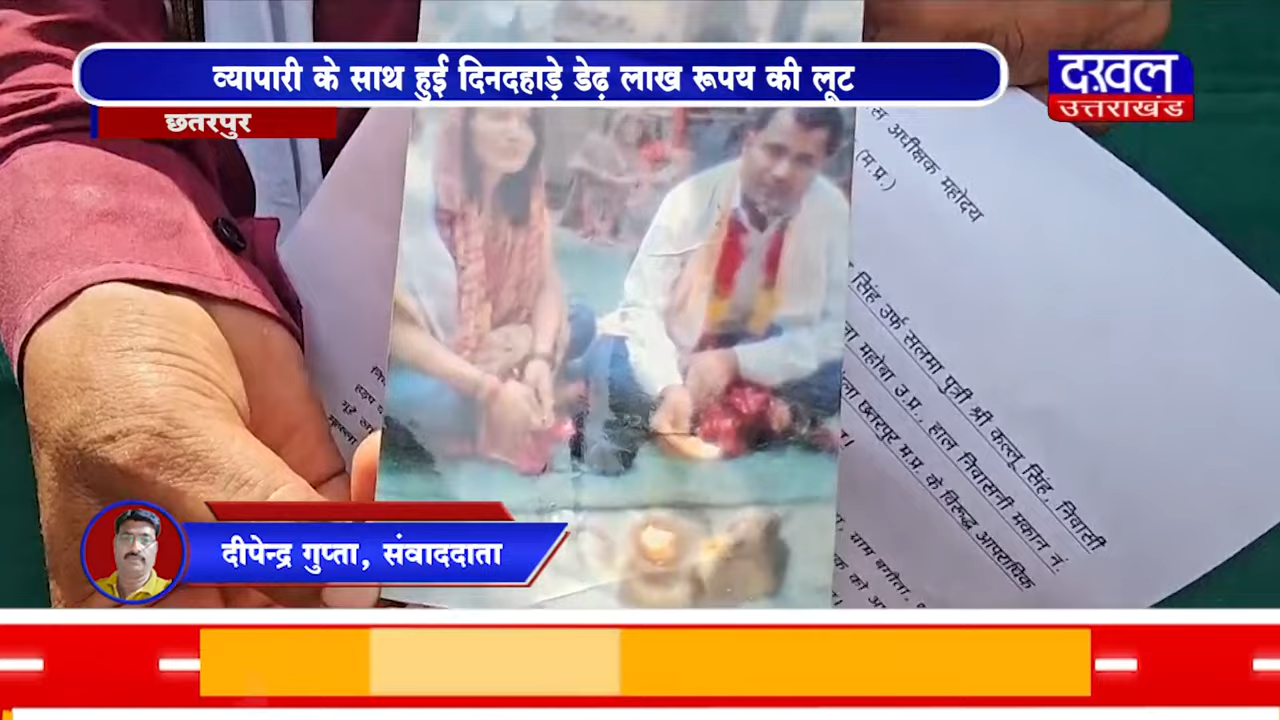 व्यापारी के साथ हुई दिनदहाड़े डेढ़ लाख रूपय की लूट
दख़ल
उत्तराखंड
छतरपुर
अधीक्षक महोदय
(म.प्र.)
सिंह उर्फ सलमा पुत्री श्री कल्लू सिंह, निवासी
महोबा उ.प्र., हाल निवासनी मकान नं.
छतरपुर म.प्र. के विरूद्ध आपराधिक
ग्राम बगौता,
दीपेन्द्र गुप्ता, संवाददाता